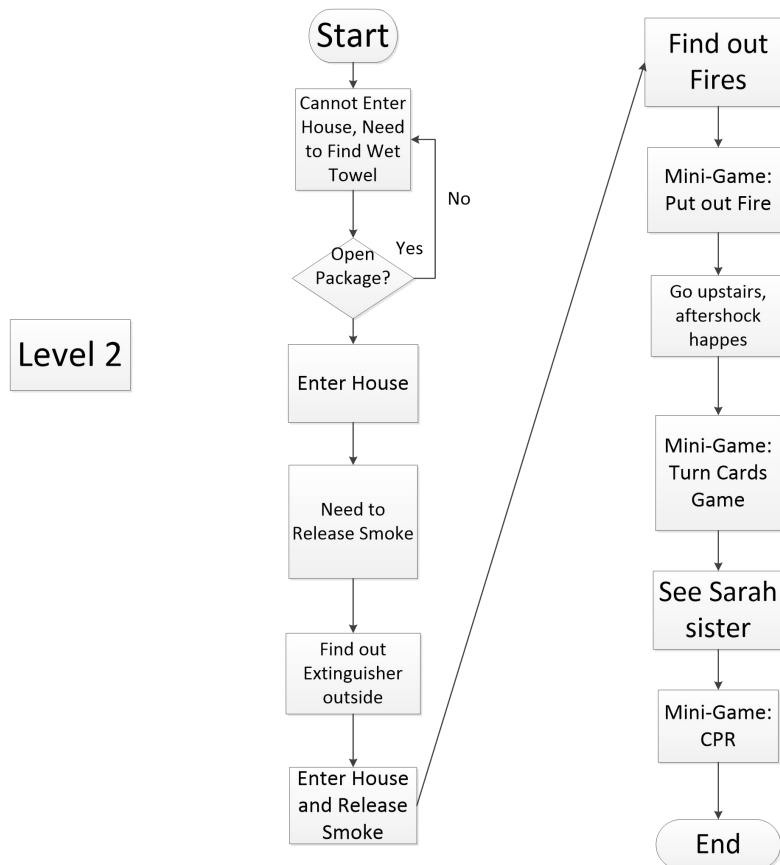 Level 2
Start
Cannot Enter
House, Need
to Find Wet
Towel
No
Yes
Open
Package?
Enter House
Need to
Release Smoke
Find out
Extinguisher
outside
Enter House
and Release
Smoke
Find out
Fires
Mini-Game:
Put out Fire
Go upstairs,
aftershock
happes
Mini-Game:
Turn Cards
Game
See Sarah
sister
Mini-Game:
CPR
End